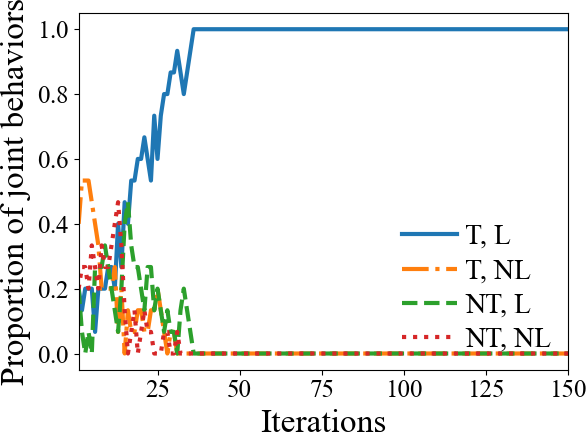 Proportion of joint behaviors
1.0
0.8
0.6
0.4
0.2
0.0
T, L
T, NL
NT, L
NT, NL
25 50 75 100 125 150
Iterations